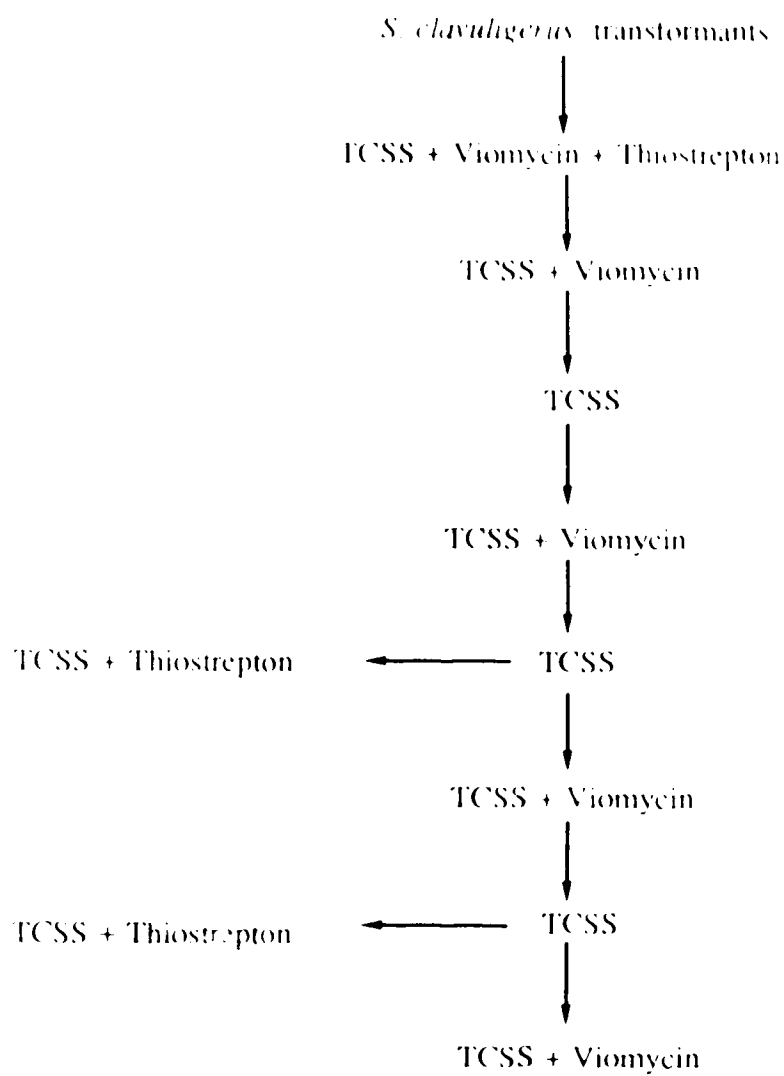 S. clavuligerus transformants
TCSS + Viomycin + Thiostrepton
TCSS + Viomycin
TCSS
TCSS + Viomycin
TCSS + Thiostrepton TCSS
TCSS + Viomycin
TCSS + Thiostrepton TCSS
TCSS + Viomycin